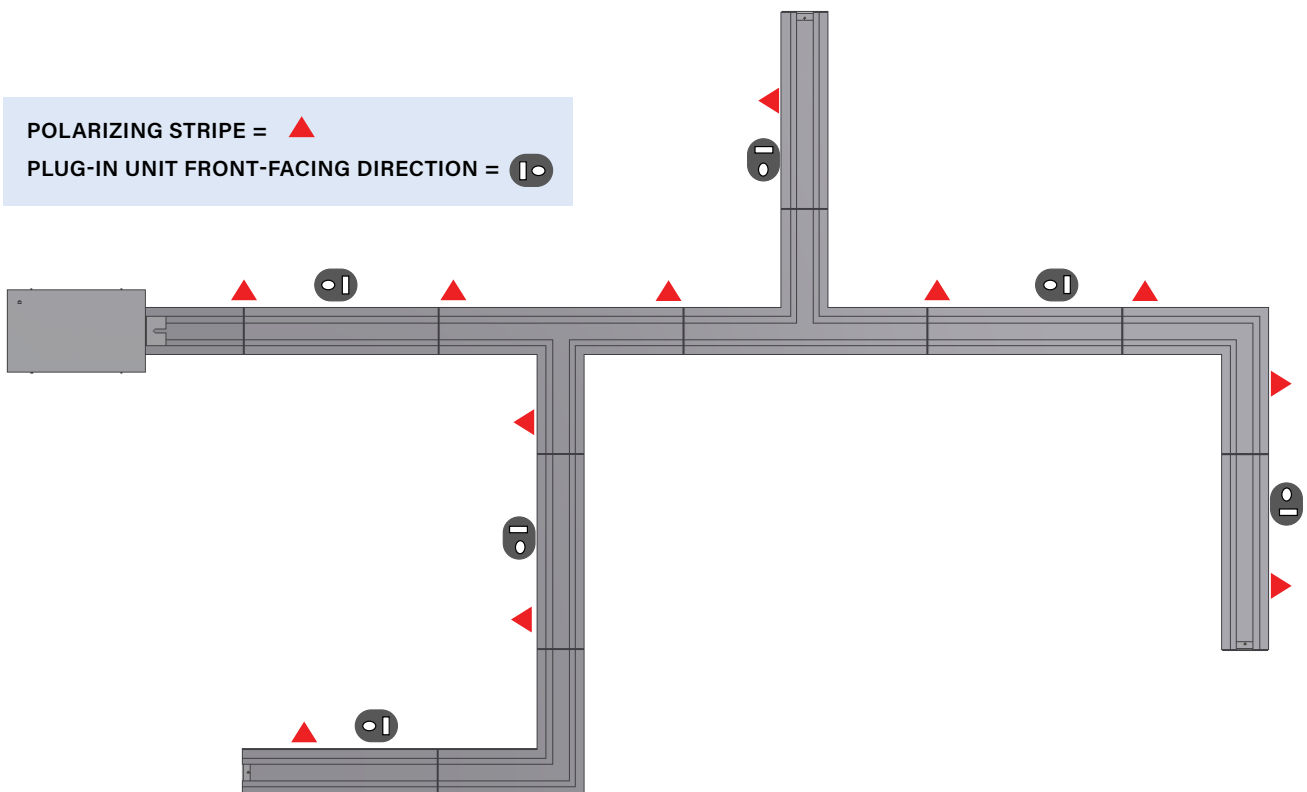 POLARIZING STRIPE =
PLUG-IN UNIT FRONT-FACING DIRECTION =